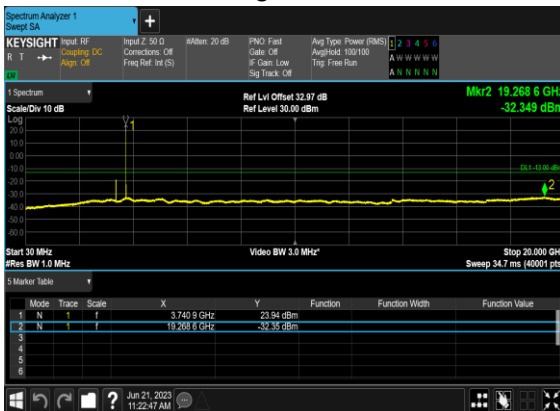 Spectrum Analyzer 1
Swept SA
+
KEYSIGHT Input: RF Input Z: 50 Ω #Atten: 20 dB PNO: Fast Avg Type: Power (RMS) 1 2 3 4 5 6
R T Coupling: DC Corrections: Off Gate: Off Avg|Hold: 100/100 A W W W W W
Align: Off Freq Ref: Int (S) IF Gain: Low Trig: Free Run
LV Sig Track: Off A N N N N N
1 Spectrum Ref Lvl Offset 32.97 dB Mkr2 19.268 6 GHz
Scale/Div 10 dB Ref Level 30.00 dBm -32.349 dBm
Log
20.0
10.0
0.00
-10.0
-20.0
-30.0
-40.0
-50.0
-60.0
1
DL1 -13.00 dBm
2
Start 30 MHz Video BW 3.0 MHz* Stop 20.000 GHz
#Res BW 1.0 MHz Sweep 34.7 ms (40001 pts)
5 Marker Table
Mode Trace Scale X Y Function Function Width Function Value
1 N 1 f 3.740 9 GHz 23.94 dBm
2 N 1 f 19.268 6 GHz -32.35 dBm
3
4
5
6
? Jun 21, 2023
11:22:47 AM